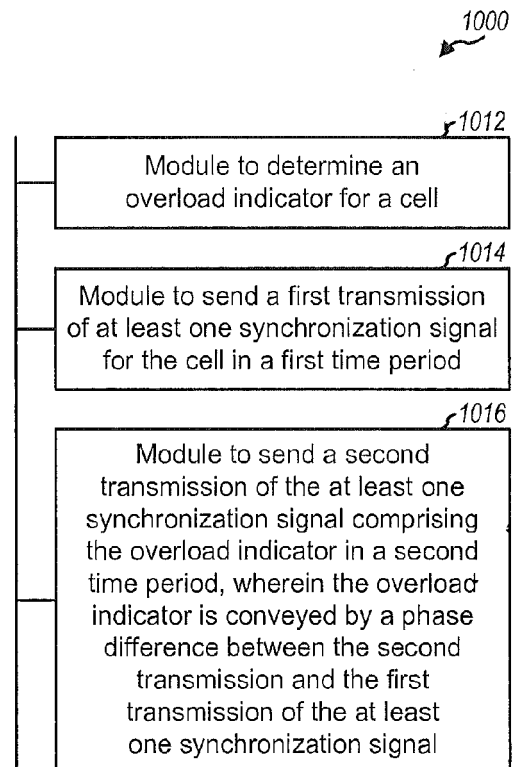 1000
1012
Module to determine an
overload indicator for a cell
1014
Module to send a first transmission
of at least one synchronization signal
for the cell in a first time period
1016
Module to send a second
transmission of the at least one
synchronization signal comprising
the overload indicator in a second
time period, wherein the overload
indicator is conveyed by a phase
difference between the second
transmission and the first
transmission of the at least
one synchronization signal